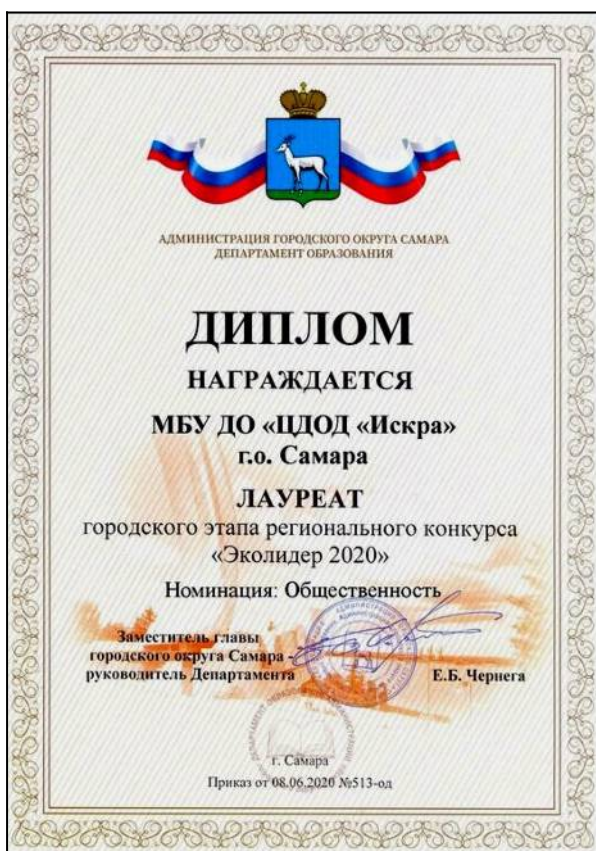 АДМИНИСТРАЦИЯ ГОРОДСКОГО ОКРУГА САМАРА
ДЕПАРТАМЕНТ ОБРАЗОВАНИЯ
ДИПЛОМ
НАГРАЖДАЕТСЯ
МБУ ДО «ЦДОД «Искра»
г.о. Самара
ЛАУРЕАТ
городского этапа регионального конкурса
«Эколидер 2020»
Номинация: Общественность
Заместитель главы
городского округа Самара -
руководитель Департамента
Е.Б. Чернега
г. Самара
Приказ от 08.06.2020 №513-од